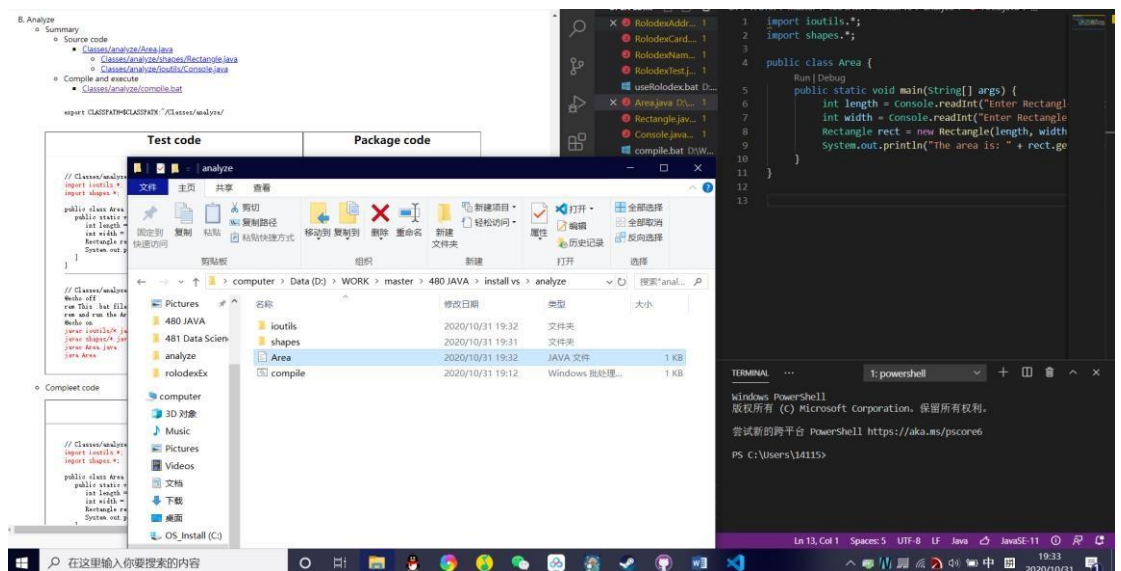 B. Analyze
Summary
Source code
Classes/analyze/Area.java
Classes/analyze/shapes/Rectangle.java
Classes/analyze/ioutils/Console.java
Compile and execute
Classes/analyze/compile.bat
export CLASSPATH=$CLASSPATH:~/Classes/analyze/
Test code Package code
// Classes/analyze
import ioutils.*;
import shapes.*;
public class Area
public static v
int length =
int width =
Rectangle re
System.out.p
}
}
// Classes/analyze
@echo off
rem This .bat file
rem and run the Ar
@echo on
javac ioutils/*.ja
javac shapes/*.jav
javac Area.java
java Area
Compleet code
// Classes/analyze
import ioutils.*;
import shapes.*;
public class Area
public static v
int length =
int width =
Rectangle re
System.out.p
analyze
文件 主页 共享 查看
固定到快速访问
复制
粘贴
剪切
复制路径
粘贴快捷方式
移动到 复制到 删除 重命名
新建文件夹
新建项目
轻松访问
属性
打开
编辑
历史记录
全部选择
全部取消
反向选择
剪贴板 组织 新建 打开 选择
computer > Data (D:) > WORK > master > 480 JAVA > install vs > analyze
搜索"anal...
Pictures
480 JAVA
481 Data Scien
analyze
rolodexEx
computer
3D 对象
Music
Pictures
Videos
文档
下载
桌面
OS_Install (C:)
名称 修改日期 类型 大小
ioutils 2020/10/31 19:32 文件夹
shapes 2020/10/31 19:31 文件夹
Area 2020/10/31 19:32 JAVA 文件 1 KB
compile 2020/10/31 19:12 Windows 批处理... 1 KB
RolodexAddr... 1
RolodexCard.... 1
RolodexNam... 1
RolodexTest.j... 1
useRolodex.bat D:...
Area.java D:\... 1
Rectangle.jav... 1
Console.java... 1
compile.bat D:\W...
1 import ioutils.*;
2 import shapes.*;
3
4 public class Area {
Run | Debug
5 public static void main(String[] args) {
6 int length = Console.readInt("Enter Rectangl
7 int width = Console.readInt("Enter Rectangle
8 Rectangle rect = new Rectangle(length, width
9 System.out.println("The area is: " + rect.ge
10 }
11 }
12
13
TERMINAL ... 1: powershell
Windows PowerShell
版权所有 (C) Microsoft Corporation。保留所有权利。
尝试新的跨平台 PowerShell https://aka.ms/pscore6
PS C:\Users\14115>
Ln 13, Col 1 Spaces: 5 UTF-8 LF Java JavaSE-11
在这里输入你要搜索的内容
中
19:33
2020/10/31